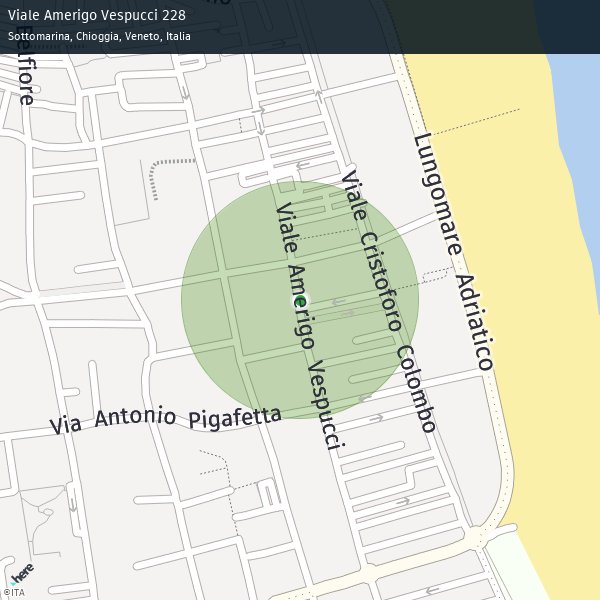 Viale Amerigo Vespucci 228
Sottomarina, Chioggia, Veneto, Italia
Belfiore
Lungomare Adriatico
Viale Cristoforo Colombo
Viale Amerigo Vespucci
Via Antonio Pigafetta
here
©ITA